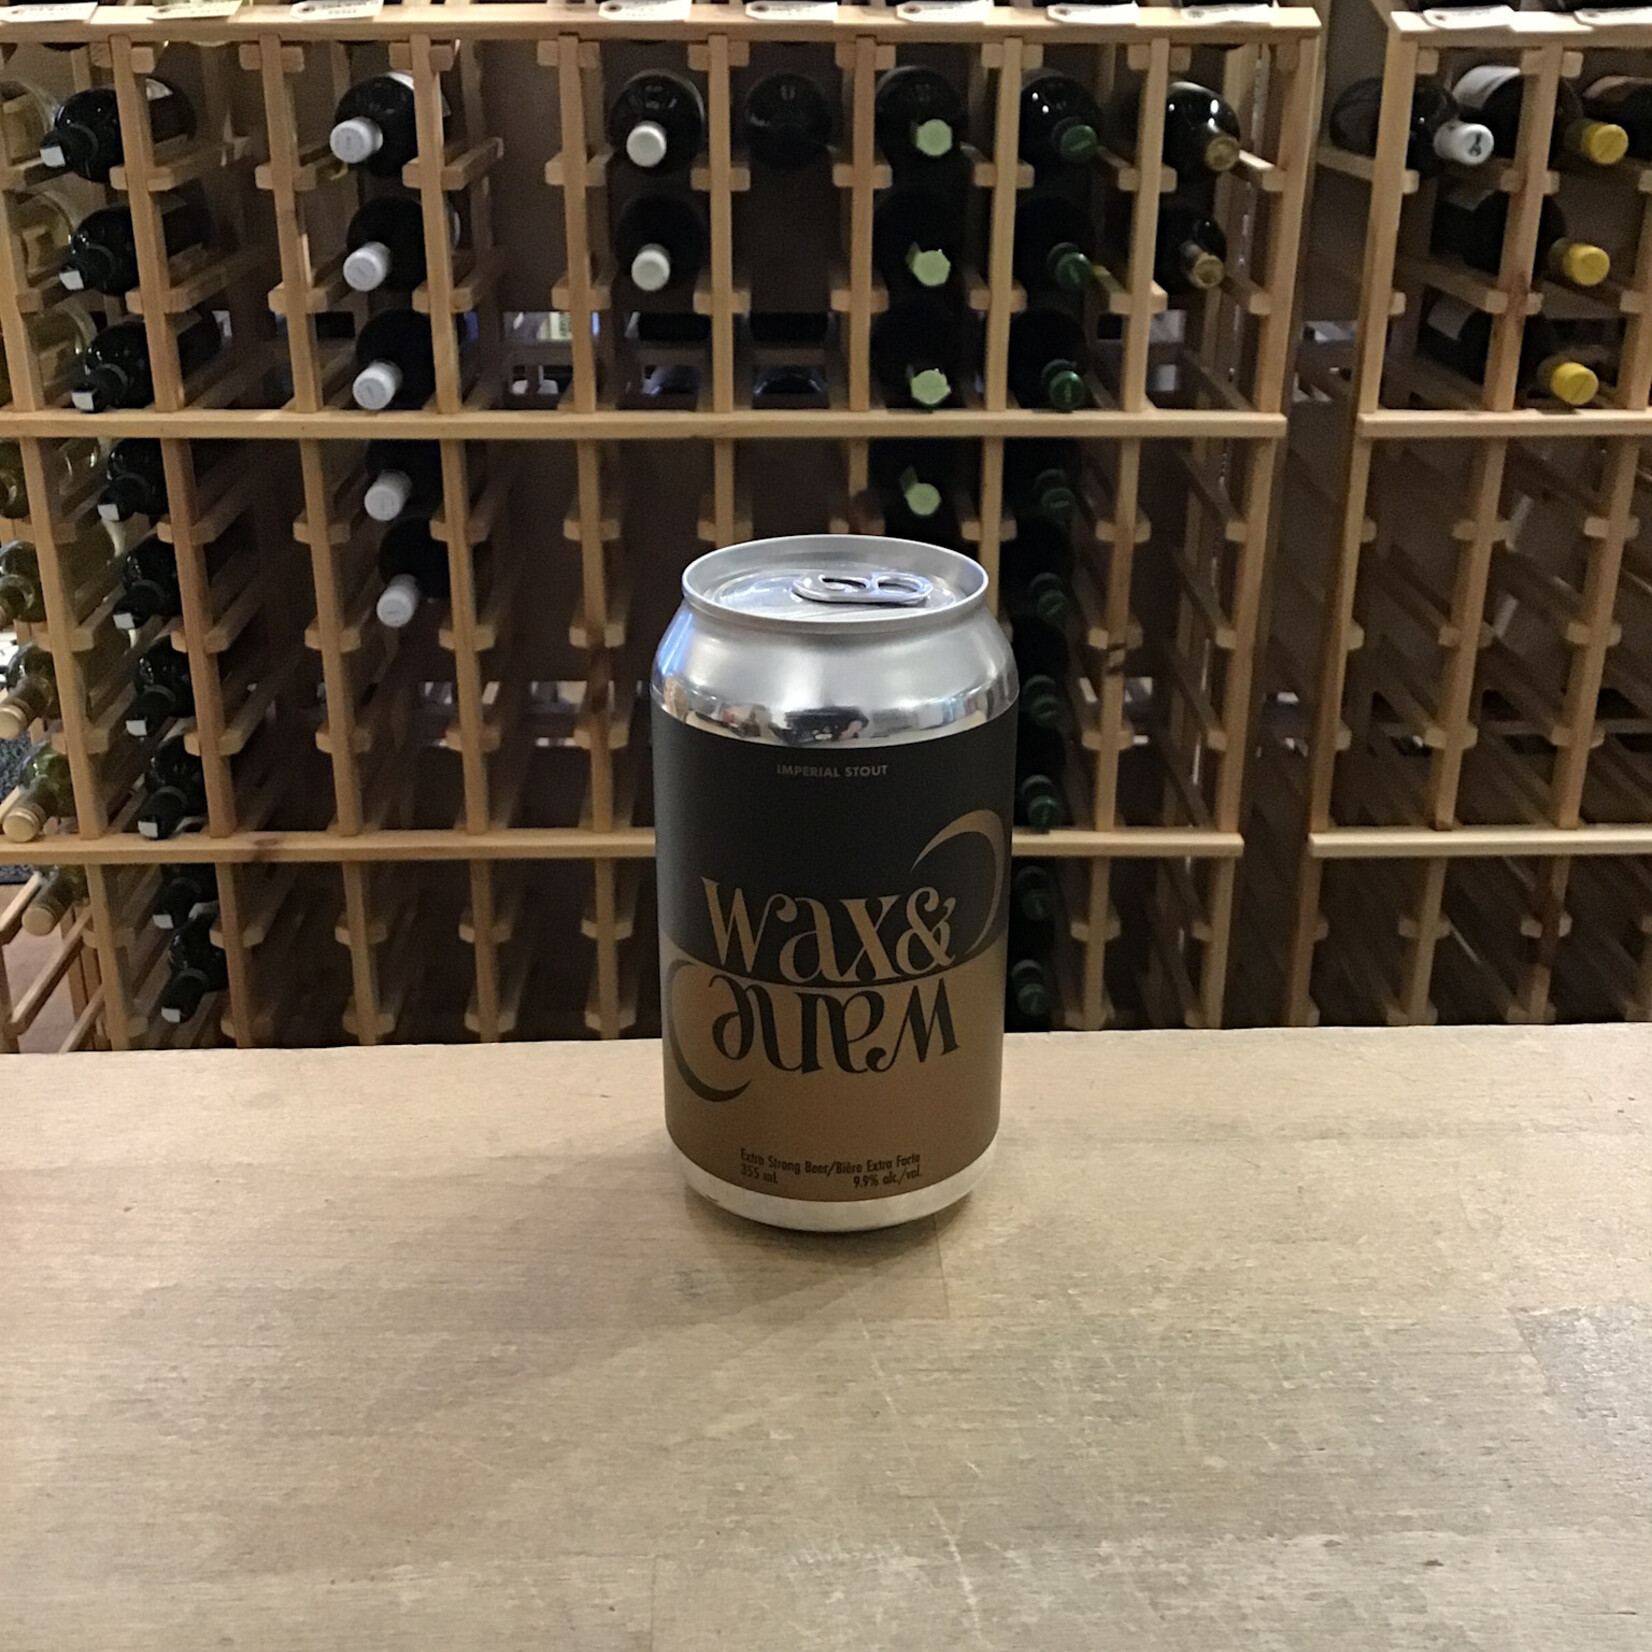 IMPERIAL STOUT
wax&
wane
Extra Strong Beer/Bière Extra Forte
355 mL 9.9% alc./vol.